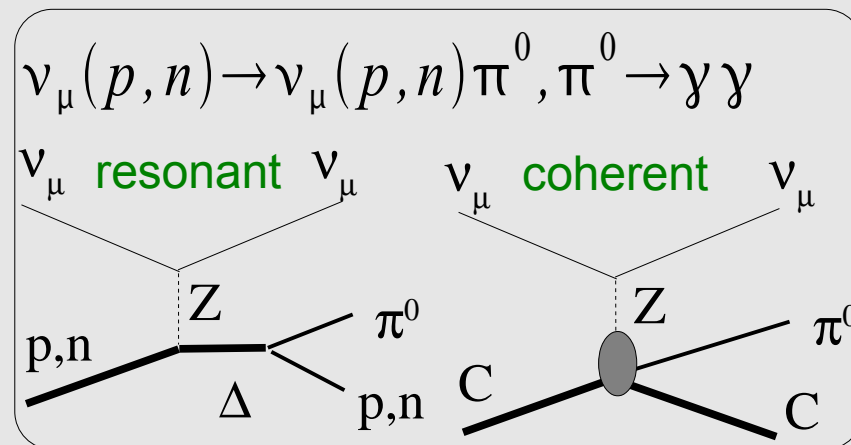 νμ(p,n)→νμ(p,n)π⁰,π⁰→γγ
νμ resonant νμ
νμ coherent νμ
Z
π⁰
p,n
Δ
p,n
Z
π⁰
C
C